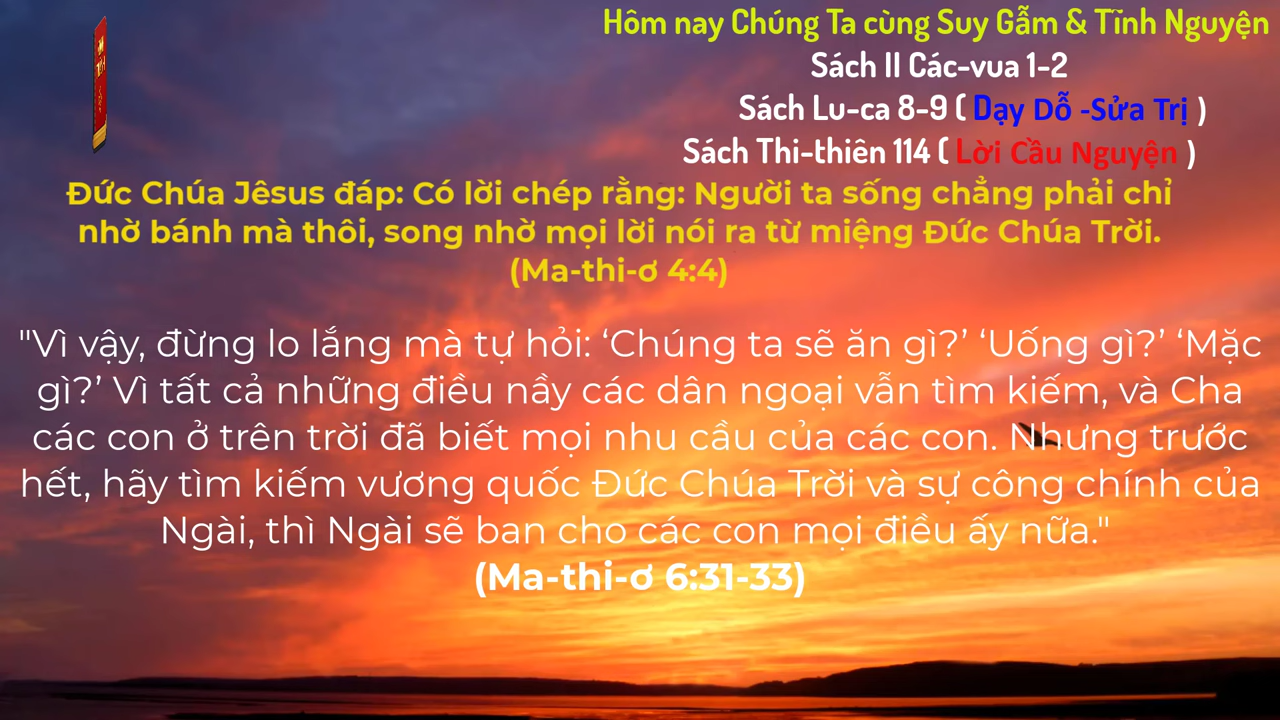 Hôm nay Chúng Ta cùng Suy Gẫm & Tĩnh Nguyện
Sách II Các-vua 1-2
Sách Lu-ca 8-9 ( Dạy Dỗ -Sửa Trị )
Sách Thi-thiên 114 ( Lời Cầu Nguyện )
Đức Chúa Jêsus đáp: Có lời chép rằng: Người ta sống chẳng phải chỉ
nhờ bánh mà thôi, song nhờ mọi lời nói ra từ miệng Đức Chúa Trời.
(Ma-thi-ơ 4:4)
"Vì vậy, đừng lo lắng mà tự hỏi: ‘Chúng ta sẽ ăn gì?’ ‘Uống gì?’ ‘Mặc
gì?’ Vì tất cả những điều nầy các dân ngoại vẫn tìm kiếm, và Cha
các con ở trên trời đã biết mọi nhu cầu của các con. Nhưng trước
hết, hãy tìm kiếm vương quốc Đức Chúa Trời và sự công chính của
Ngài, thì Ngài sẽ ban cho các con mọi điều ấy nữa."
(Ma-thi-ơ 6:31-33)